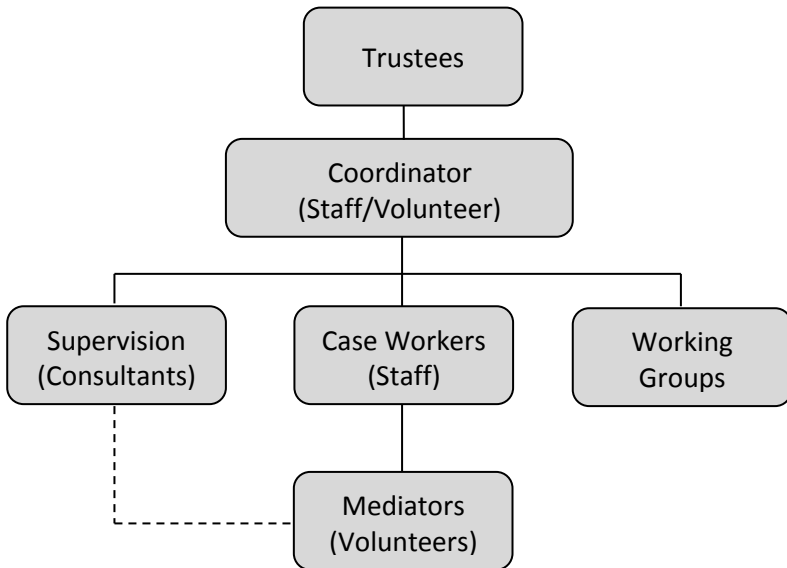 Trustees
Coordinator
(Staff/Volunteer)
Supervision
(Consultants)
Case Workers
(Staff)
Working
Groups
Mediators
(Volunteers)